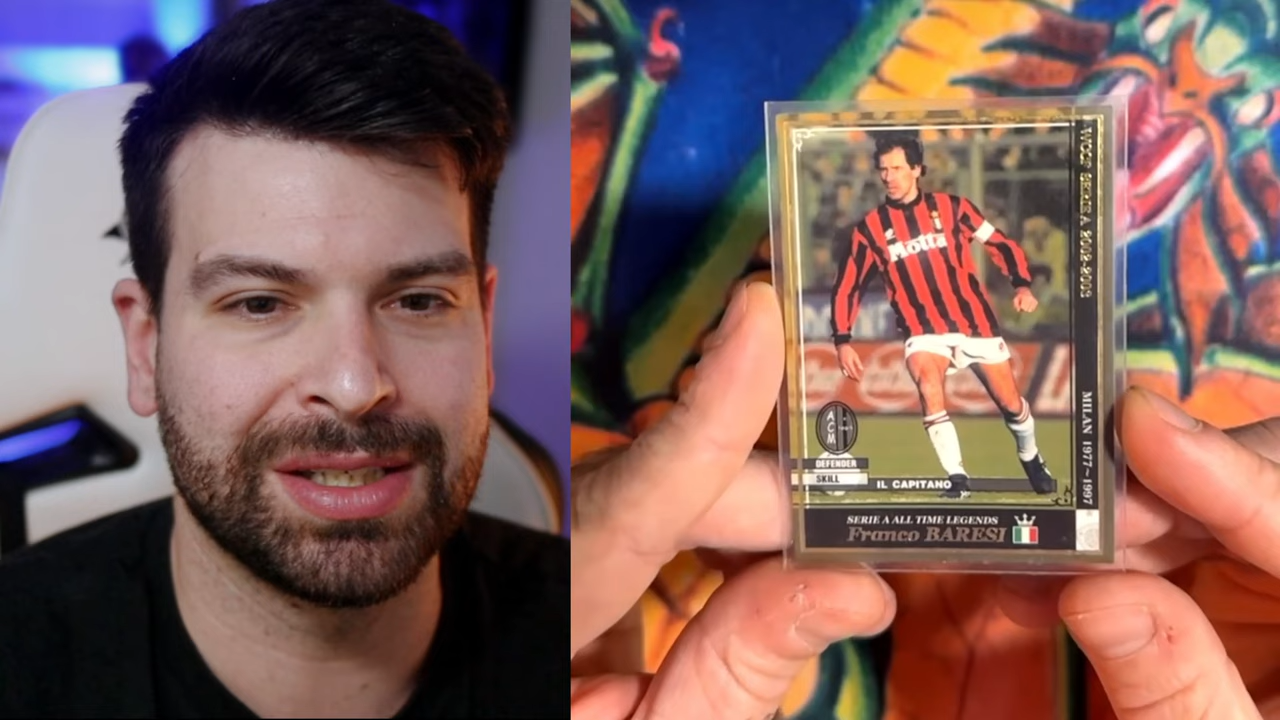 WCCF SERIE A 2002-2003
Motta
MILAN 1977~1997
ACM
DEFENDER
SKILL
IL CAPITANO
SERIE A ALL TIME LEGENDS
Franco BARESI